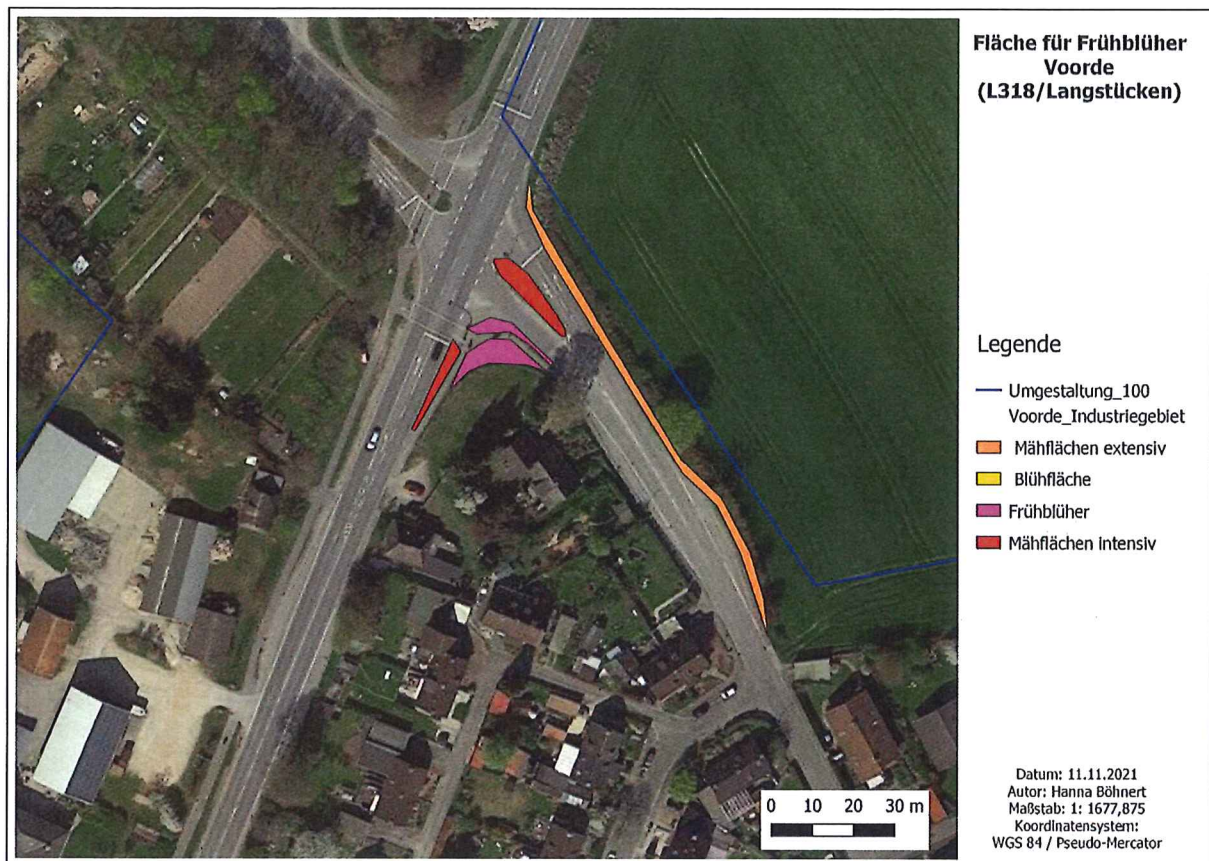 Fläche für Frühblüher
Voorde
(L318/Langstücken)
Legende
Umgestaltung_100
Voorde_Industriegebiet
Mähflächen extensiv
Blühfläche
Frühblüher
Mähflächen intensiv
0 10 20 30 m
Datum: 11.11.2021
Autor: Hanna Böhnert
Maßstab: 1: 1677,875
Koordinatensystem:
WGS 84 / Pseudo-Mercator